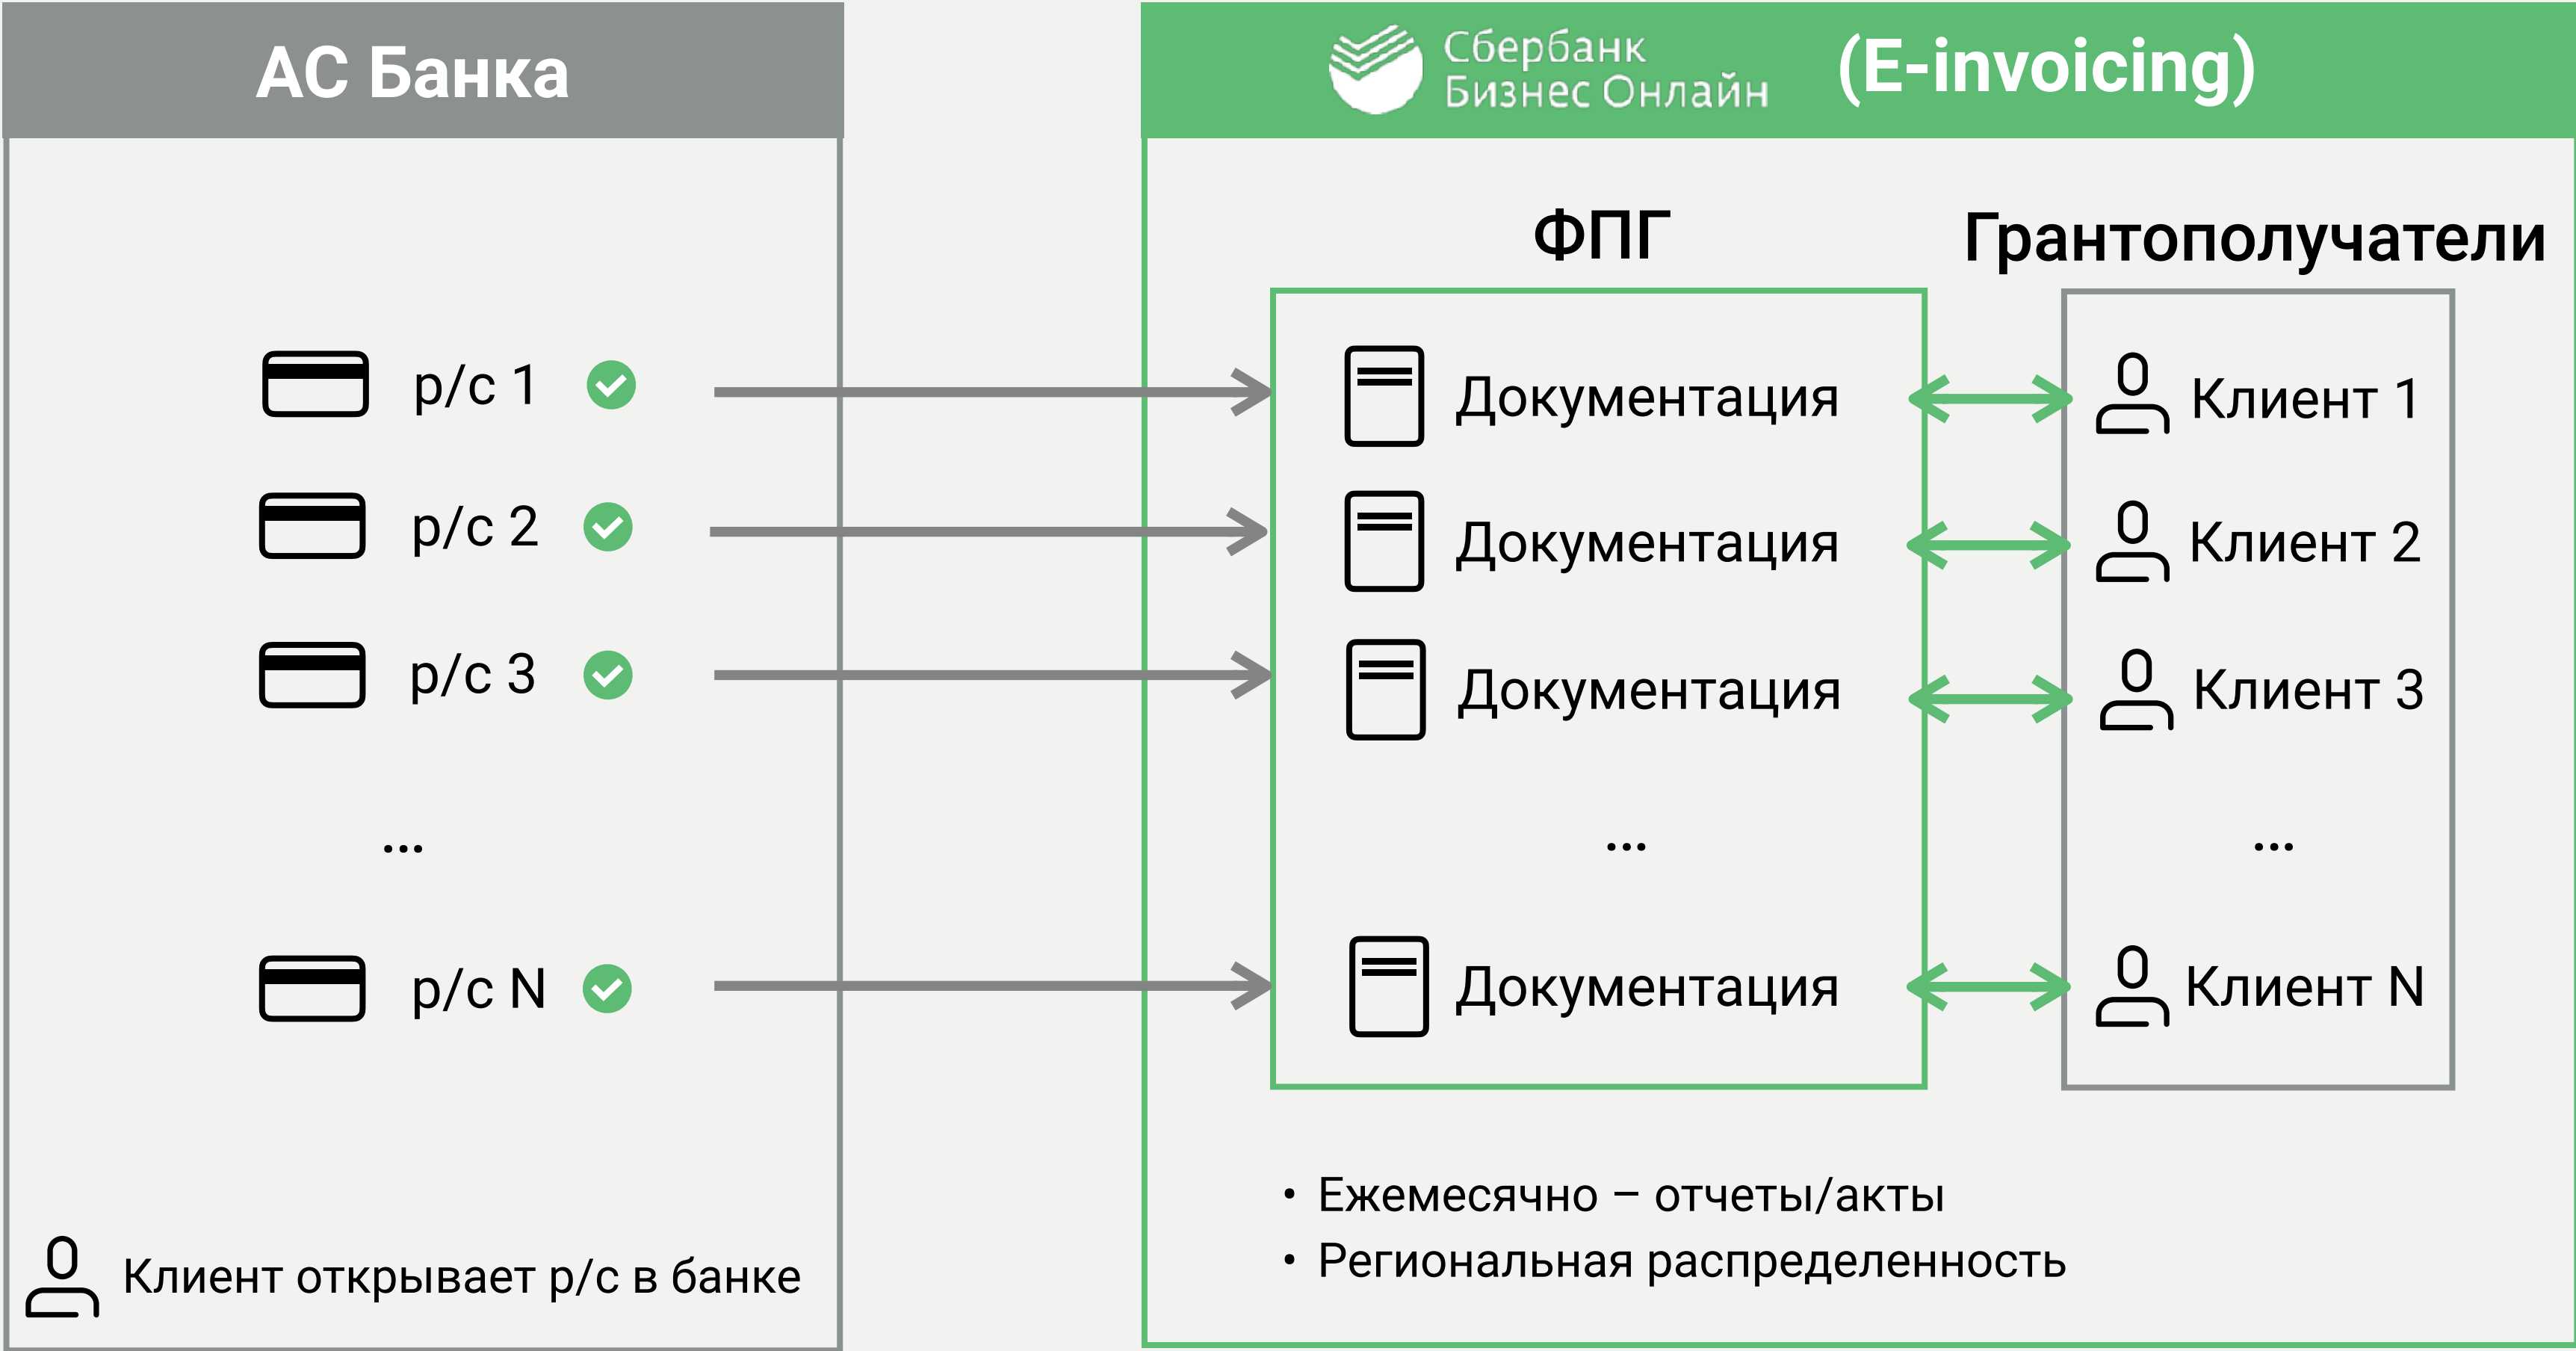 АС Банка
Сбербанк
Бизнес Онлайн
(E-invoicing)
ФПГ
Грантополучатели
р/с 1
Документация
Клиент 1
р/с 2
Документация
Клиент 2
р/с 3
Документация
Клиент 3
...
...
...
р/с N
Документация
Клиент N
• Ежемесячно – отчеты/акты
• Региональная распределенность
Клиент открывает р/с в банке